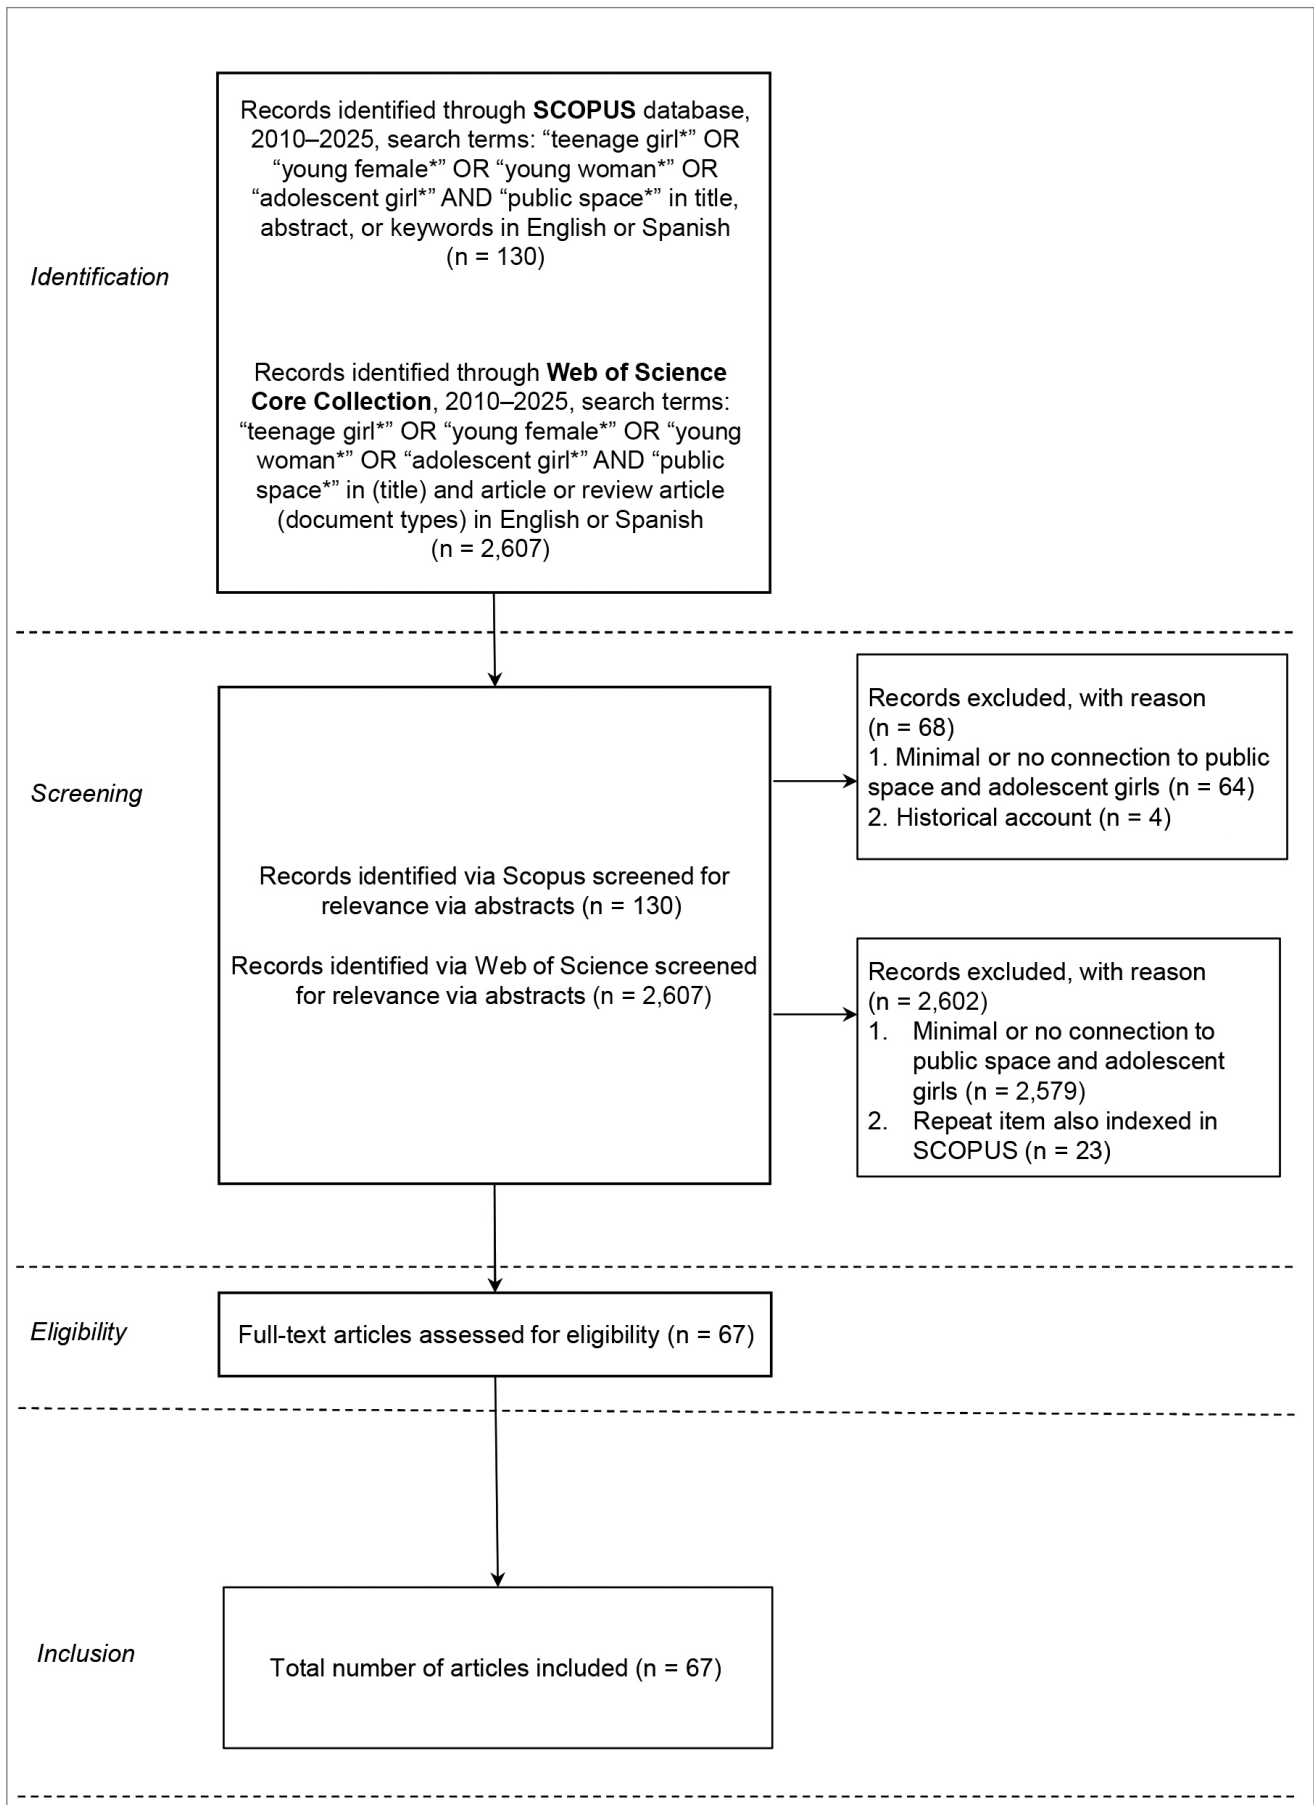 Identification
Records identified through SCOPUS database,
2010–2025, search terms: “teenage girl*” OR
“young female*” OR “young woman*” OR
“adolescent girl*” AND “public space*” in title,
abstract, or keywords in English or Spanish
(n = 130)
Records identified through Web of Science
Core Collection, 2010–2025, search terms:
“teenage girl*” OR “young female*” OR “young
woman*” OR “adolescent girl*” AND “public
space*” in (title) and article or review article
(document types) in English or Spanish
(n = 2,607)
Screening
Records identified via Scopus screened for
relevance via abstracts (n = 130)
Records identified via Web of Science screened
for relevance via abstracts (n = 2,607)
Records excluded, with reason
(n = 68)
1. Minimal or no connection to public
space and adolescent girls (n = 64)
2. Historical account (n = 4)
Records excluded, with reason
(n = 2,602)
1. Minimal or no connection to
public space and adolescent
girls (n = 2,579)
2. Repeat item also indexed in
SCOPUS (n = 23)
Eligibility
Full-text articles assessed for eligibility (n = 67)
Inclusion
Total number of articles included (n = 67)